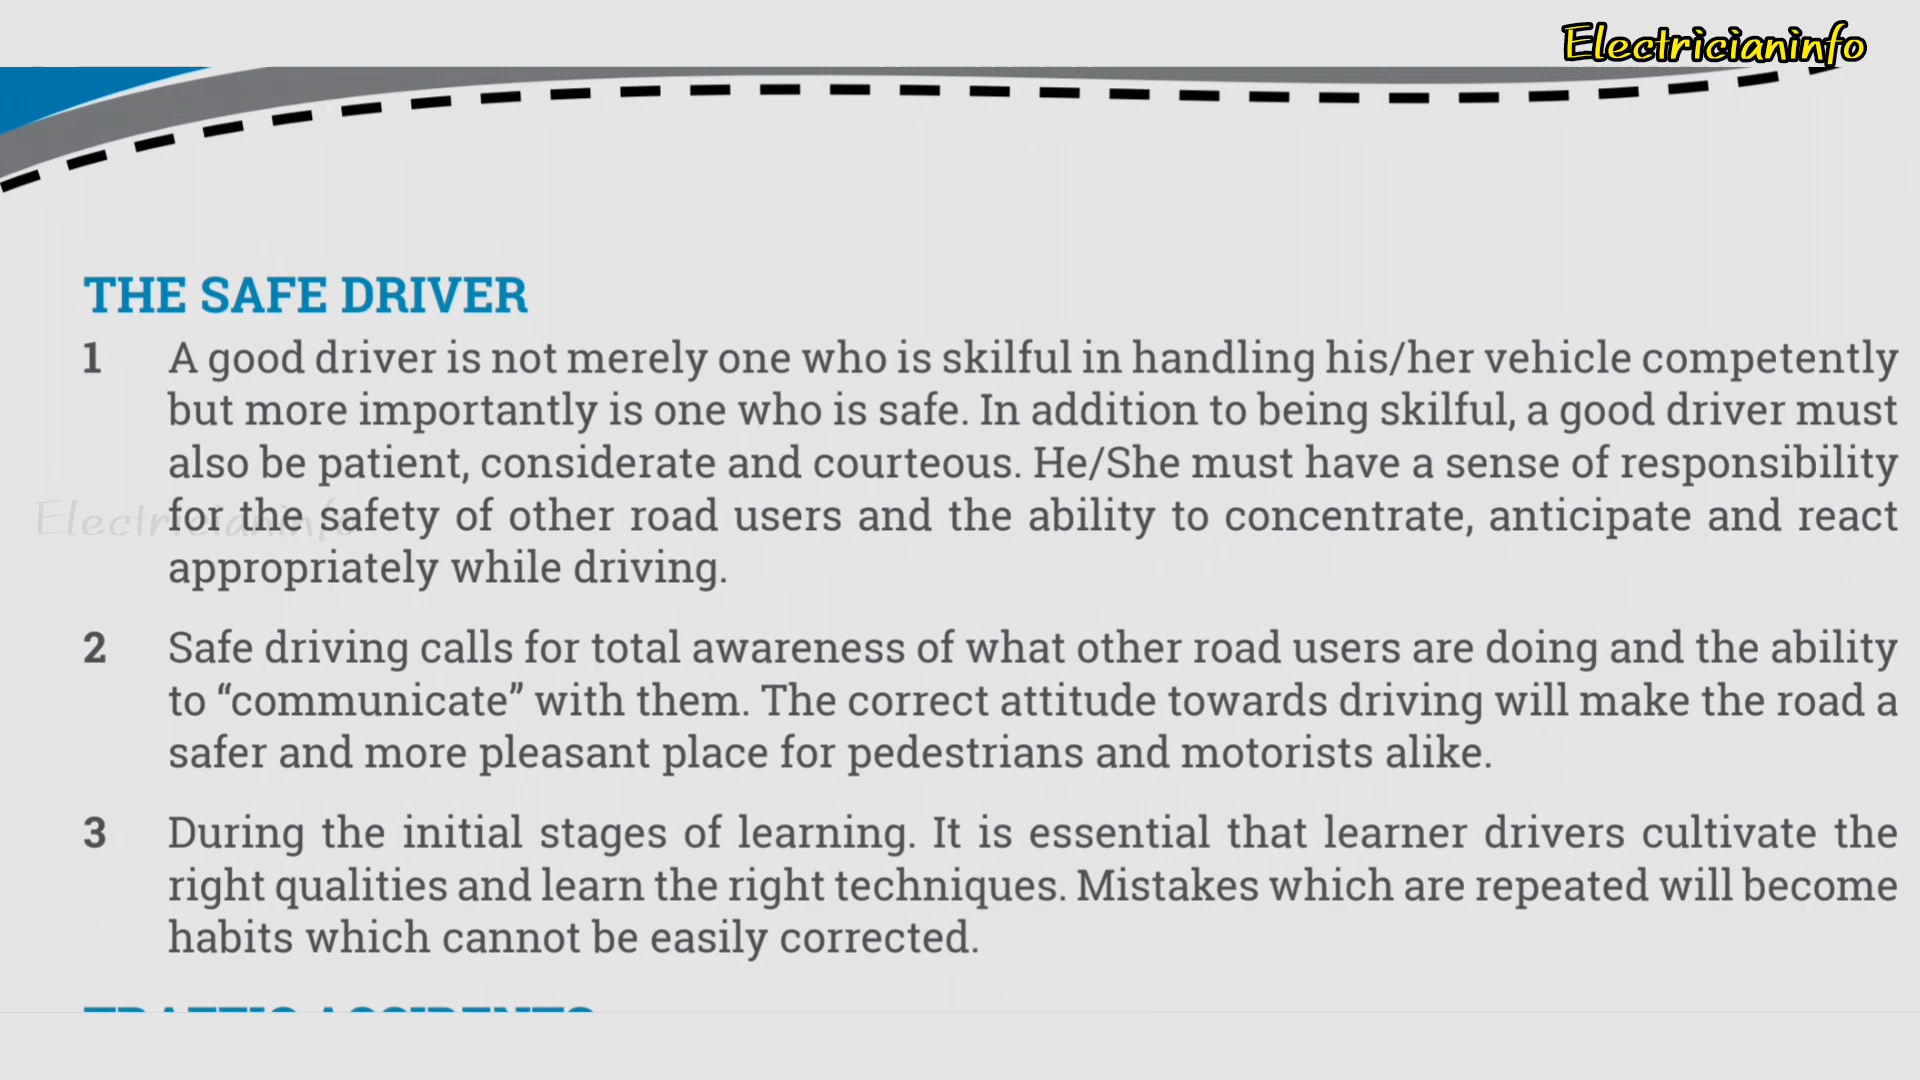 Electricianinfo
THE SAFE DRIVER
1 A good driver is not merely one who is skilful in handling his/her vehicle competently
but more importantly is one who is safe. In addition to being skilful, a good driver must
also be patient, considerate and courteous. He/She must have a sense of responsibility
for the safety of other road users and the ability to concentrate, anticipate and react
Electricianinfo
appropriately while driving.
2 Safe driving calls for total awareness of what other road users are doing and the ability
to “communicate” with them. The correct attitude towards driving will make the road a
safer and more pleasant place for pedestrians and motorists alike.
3 During the initial stages of learning. It is essential that learner drivers cultivate the
right qualities and learn the right techniques. Mistakes which are repeated will become
habits which cannot be easily corrected.
TRAFFIC ACCIDENTS